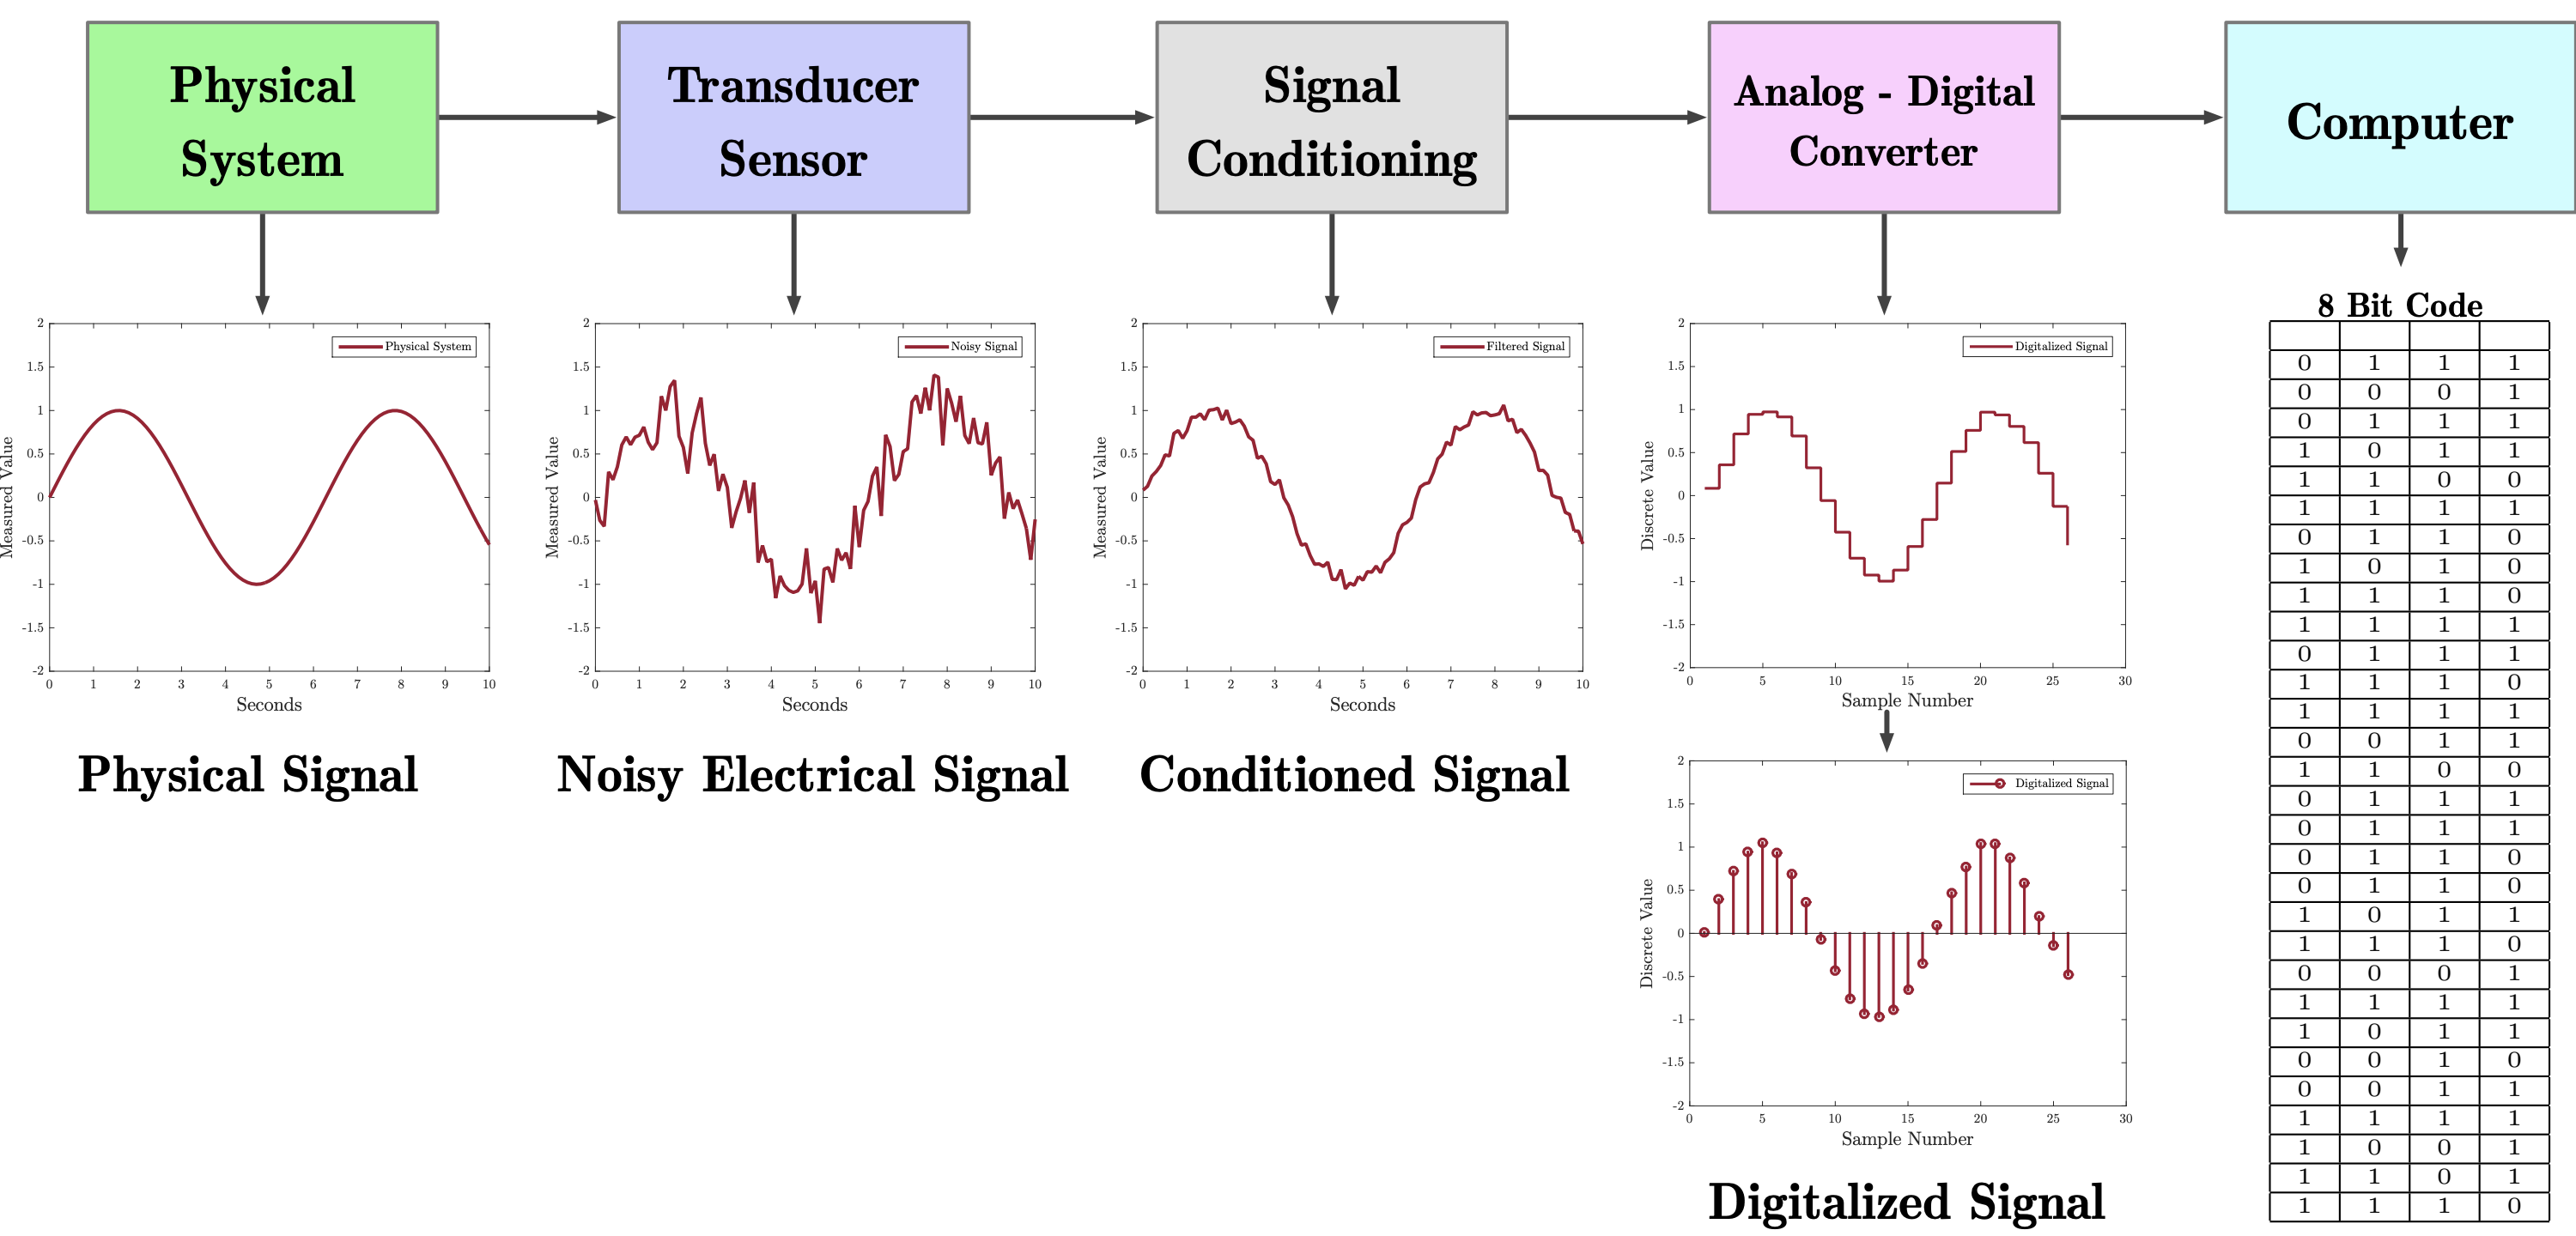 Physical
System
Transducer
Sensor
Signal
Conditioning
Analog - Digital
Converter
Computer
2
1.5
1
0.5
0
-0.5
-1
-1.5
-2
Measured Value
Physical System
0 1 2 3 4 5 6 7 8 9 10
Seconds
Physical Signal
2
1.5
1
0.5
0
-0.5
-1
-1.5
-2
Measured Value
Noisy Signal
0 1 2 3 4 5 6 7 8 9 10
Seconds
Noisy Electrical Signal
2
1.5
1
0.5
0
-0.5
-1
-1.5
-2
Measured Value
Filtered Signal
0 1 2 3 4 5 6 7 8 9 10
Seconds
Conditioned Signal
2
1.5
1
0.5
0
-0.5
-1
-1.5
-2
Discrete Value
Digitalized Signal
0 5 10 15 20 25 30
Sample Number
2
1.5
1
0.5
0
-0.5
-1
-1.5
-2
Discrete Value
Digitalized Signal
0 5 10 15 20 25 30
Sample Number
Digitalized Signal
8 Bit Code
0 1 1 1
0 0 0 1
0 1 1 1
1 0 1 1
1 1 0 0
1 1 1 1
0 1 1 0
1 0 1 0
1 1 1 0
1 1 1 1
0 1 1 1
1 1 1 0
1 1 1 1
0 0 1 1
1 1 0 0
0 1 1 1
0 1 1 1
0 1 1 0
0 1 1 0
1 0 1 1
1 1 1 0
0 0 0 1
1 1 1 1
1 0 1 1
0 0 1 0
0 0 1 1
1 1 1 1
1 0 0 1
1 1 0 1
1 1 1 0